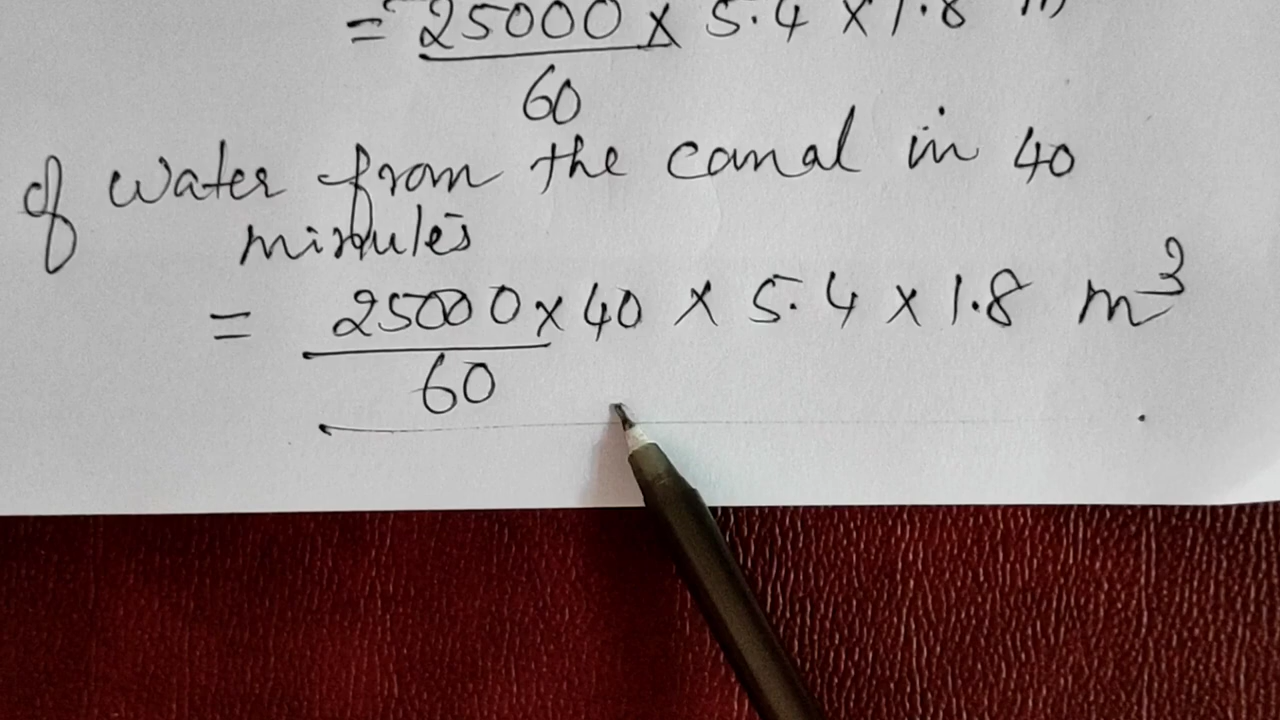 = 25000 × 5.4 × 1.8 m
60
of water from the canal in 40
minutes
= 25000 × 40 × 5.4 × 1.8 m³
60